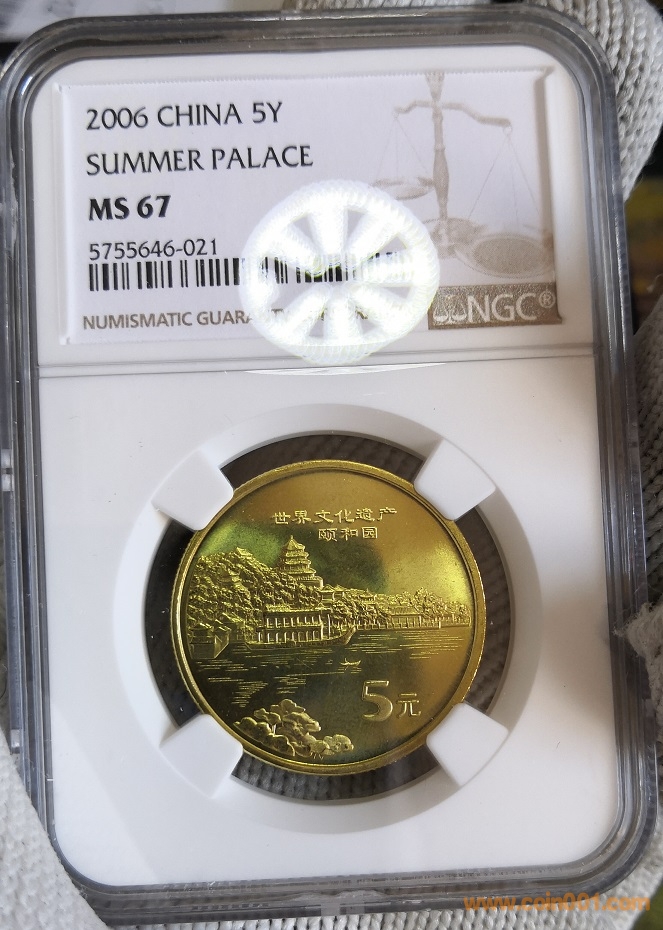 2006 CHINA 5Y
SUMMER PALACE
MS 67
5755646-021
NUMISMATIC
NGC®
世界文化遗产
颐和园
5元
www.coin001.com